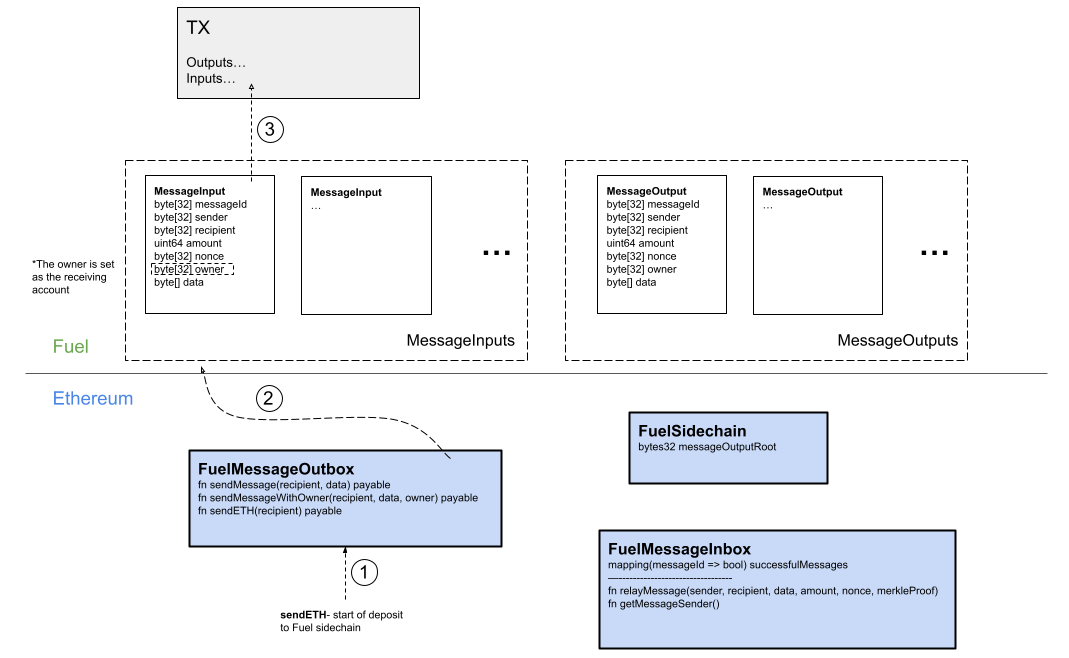 TX
Outputs…
Inputs…
3
MessageInput
byte[32] messageId
byte[32] sender
byte[32] recipient
uint64 amount
byte[32] nonce
byte[32] owner
byte[] data
MessageInput
…
...
MessageInputs
MessageOutput
byte[32] messageId
byte[32] sender
byte[32] recipient
uint64 amount
byte[32] nonce
byte[32] owner
byte[] data
MessageOutput
…
...
MessageOutputs
*The owner is set
as the receiving
account
Fuel
Ethereum
2
FuelMessageOutbox
fn sendMessage(recipient, data) payable
fn sendMessageWithOwner(recipient, data, owner) payable
fn sendETH(recipient) payable
1
sendETH- start of deposit
to Fuel sidechain
FuelSidechain
bytes32 messageOutputRoot
FuelMessageInbox
mapping(messageId => bool) successfulMessages
-----------------------------------
fn relayMessage(sender, recipient, data, amount, nonce, merkleProof)
fn getMessageSender()